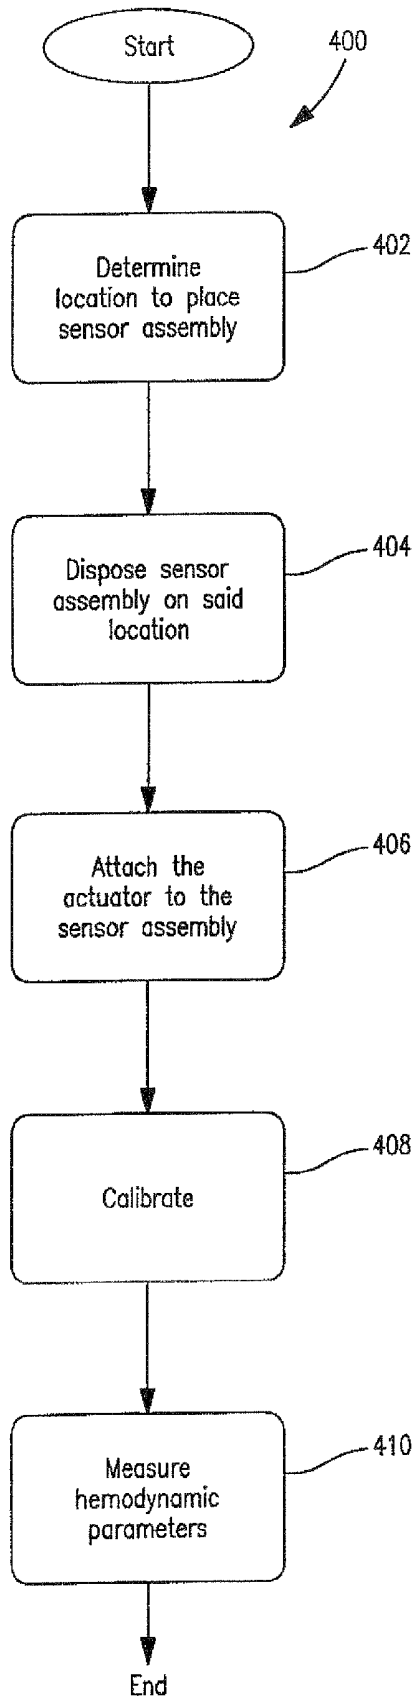 Start
400
402
Determine
location to place
sensor assembly
404
Dispose sensor
assembly on said
location
406
Attach the
actuator to the
sensor assembly
408
Calibrate
410
Measure
hemodynamic
parameters
End